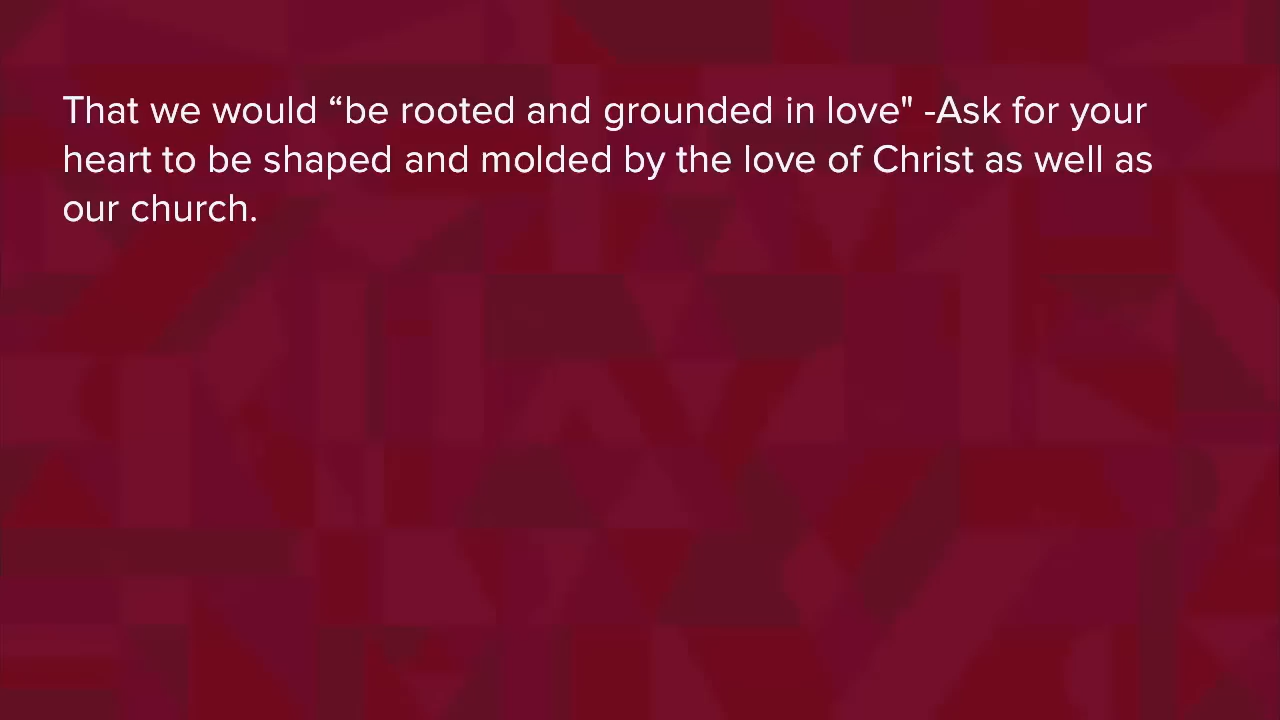 That we would “be rooted and grounded in love" -Ask for your
heart to be shaped and molded by the love of Christ as well as
our church.